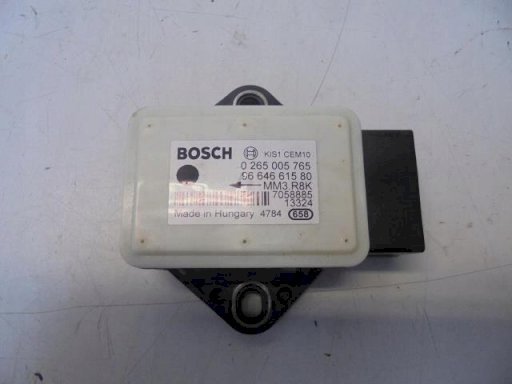 BOSCH KIS1 CEM10
0 265 005 765
96 646 615 80
MM3.R8K
7058885
13324
Made in Hungary 4784 658